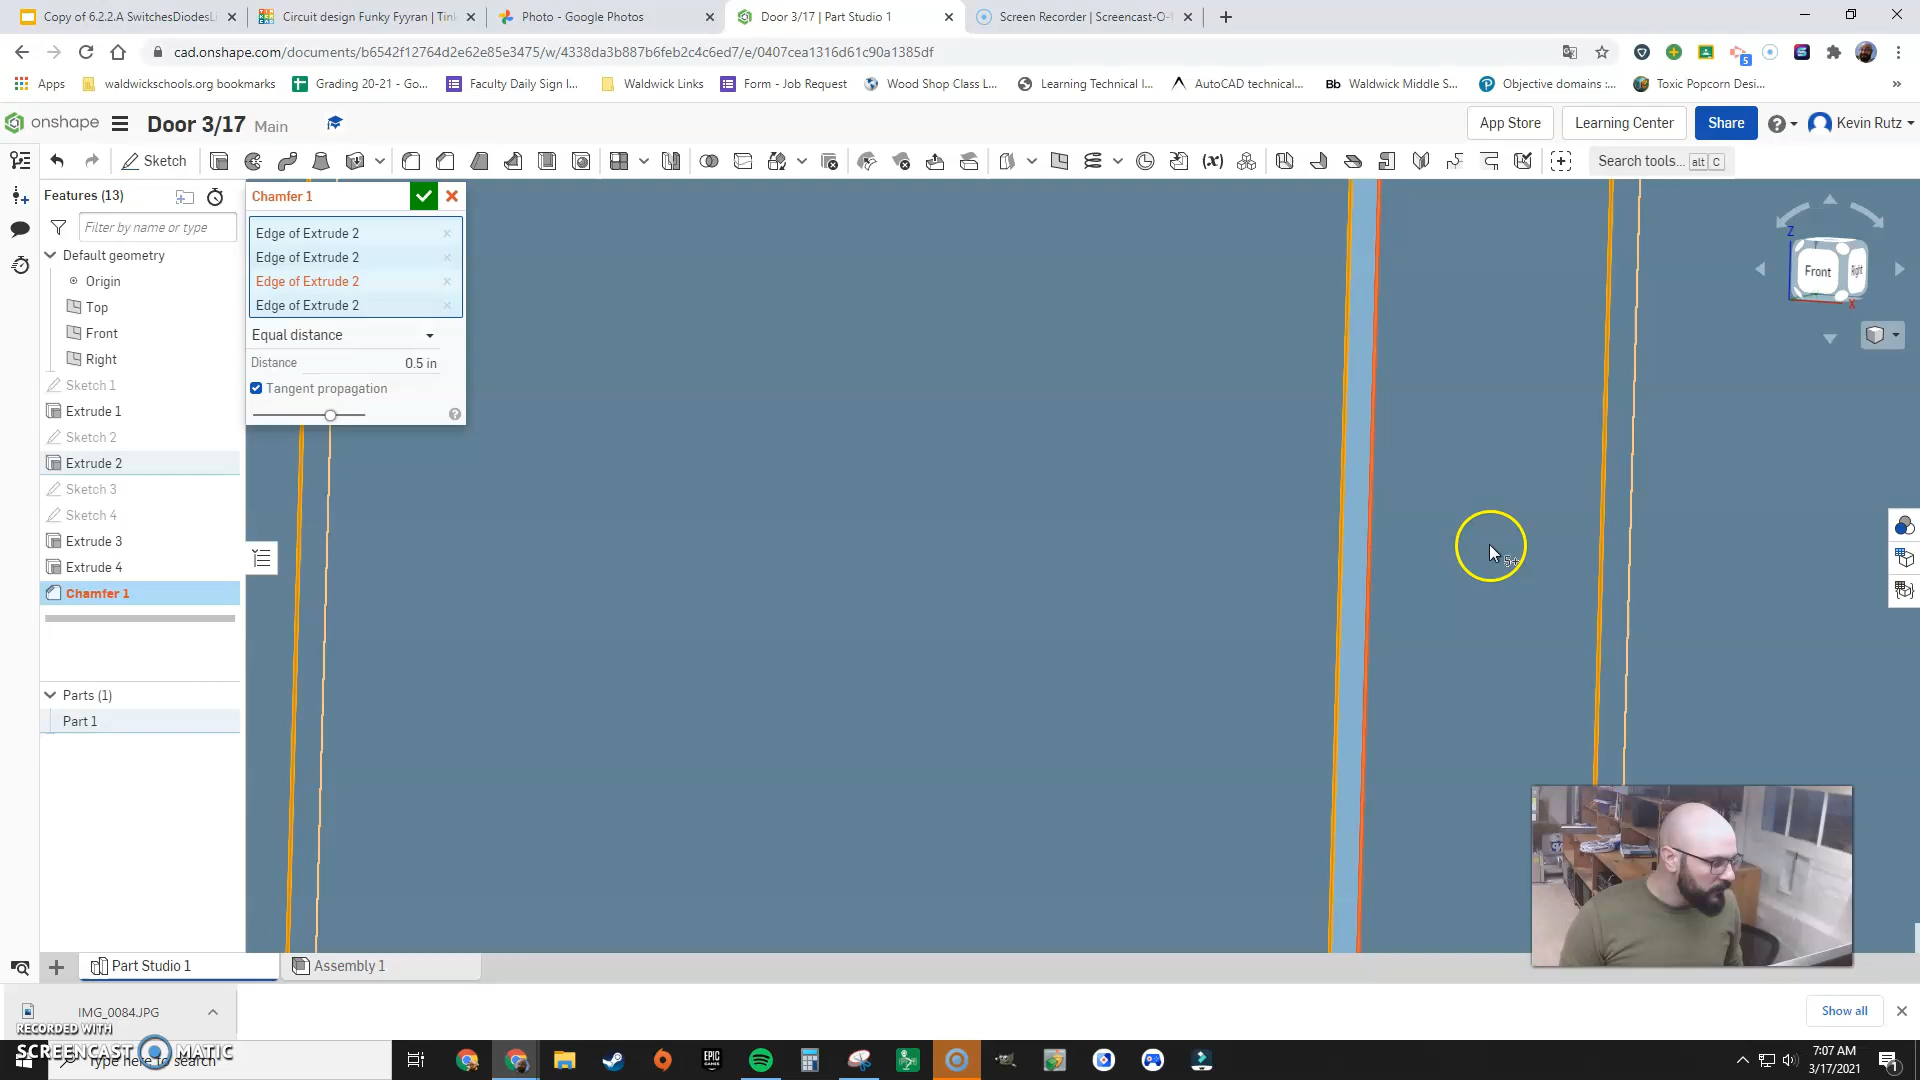 Copy of 6.2.2.A SwitchesDiodesLi
Circuit design Funky Fyyran | Tink
Photo - Google Photos
Door 3/17 | Part Studio 1
Screen Recorder | Screencast-O-
cad.onshape.com/documents/b6542f12764d2e62e85e3475/w/4338da3b887b6feb2c4c6ed7/e/0407cea1316d61c90a1385df
5
Apps
waldwickschools.org bookmarks
Grading 20-21 - Go...
Faculty Daily Sign I...
Waldwick Links
Form - Job Request
Wood Shop Class L...
Learning Technical I...
AutoCAD technical...
Bb
Waldwick Middle S...
Objective domains :...
Toxic Popcorn Desi...
»
onshape
Door 3/17
Main
App Store
Learning Center
Share
Kevin Rutz
Sketch
(x)
Search tools...
alt
C
Features (13)
Filter by name or type
Default geometry
Origin
Top
Front
Right
Sketch 1
Extrude 1
Sketch 2
Extrude 2
Sketch 3
Sketch 4
Extrude 3
Extrude 4
Chamfer 1
Parts (1)
Part 1
Chamfer 1
Edge of Extrude 2
Edge of Extrude 2
Edge of Extrude 2
Edge of Extrude 2
Equal distance
Distance
0.5 in
Tangent propagation
Z
Front
Right
X
5+
Part Studio 1
Assembly 1
IMG_0084.JPG
Show all
RECORDED WITH
SCREENCAST MATIC
Type here to search
EPIC
7:07 AM
3/17/2021
1